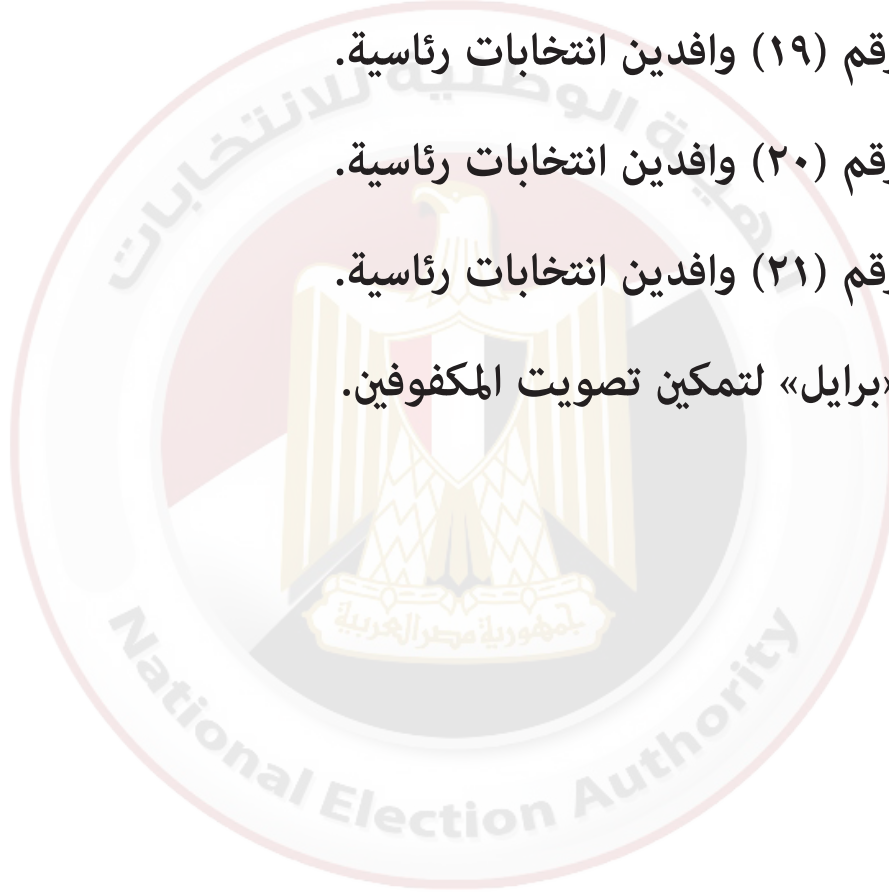 رقم (١٩) وافدين انتخابات رئاسية.
رقم (٢٠) وافدين انتخابات رئاسية.
رقم (٢١) وافدين انتخابات رئاسية.
«برايل» لتمكين تصويت المكفوفين.
الهيئة الوطنية للانتخابات
جمهورية مصر العربية
National Election Authority